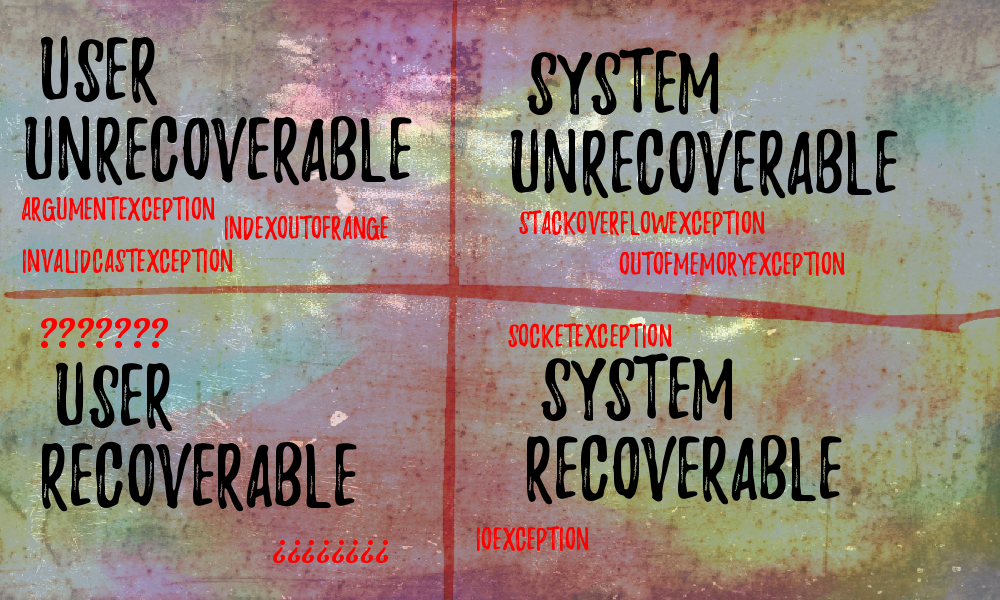 USER
UNRECOVERABLE
ARGUMENTEXCEPTION
INDEXOUTOFRANGE
INVALIDCASTEXCEPTION
SYSTEM
UNRECOVERABLE
STACKOVERFLOWEXCEPTION
OUTOFMEMORYEXCEPTION
???????
USER
RECOVERABLE
¿¿¿¿¿¿¿¿
SOCKETEXCEPTION
SYSTEM
RECOVERABLE
IOEXCEPTION